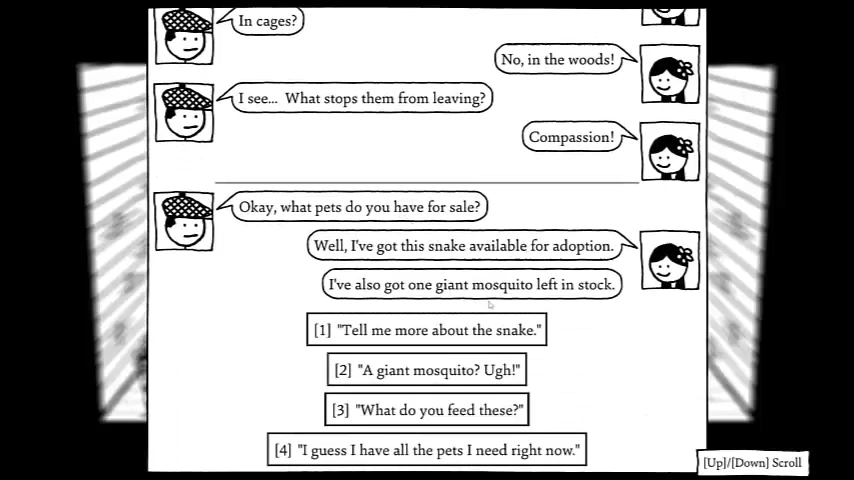 In cages?
No, in the woods!
I see... What stops them from leaving?
Compassion!
Okay, what pets do you have for sale?
Well, I've got this snake available for adoption.
I've also got one giant mosquito left in stock.
[1] "Tell me more about the snake."
[2] "A giant mosquito? Ugh!"
[3] "What do you feed these?"
[4] "I guess I have all the pets I need right now."
[Up]/[Down] Scroll